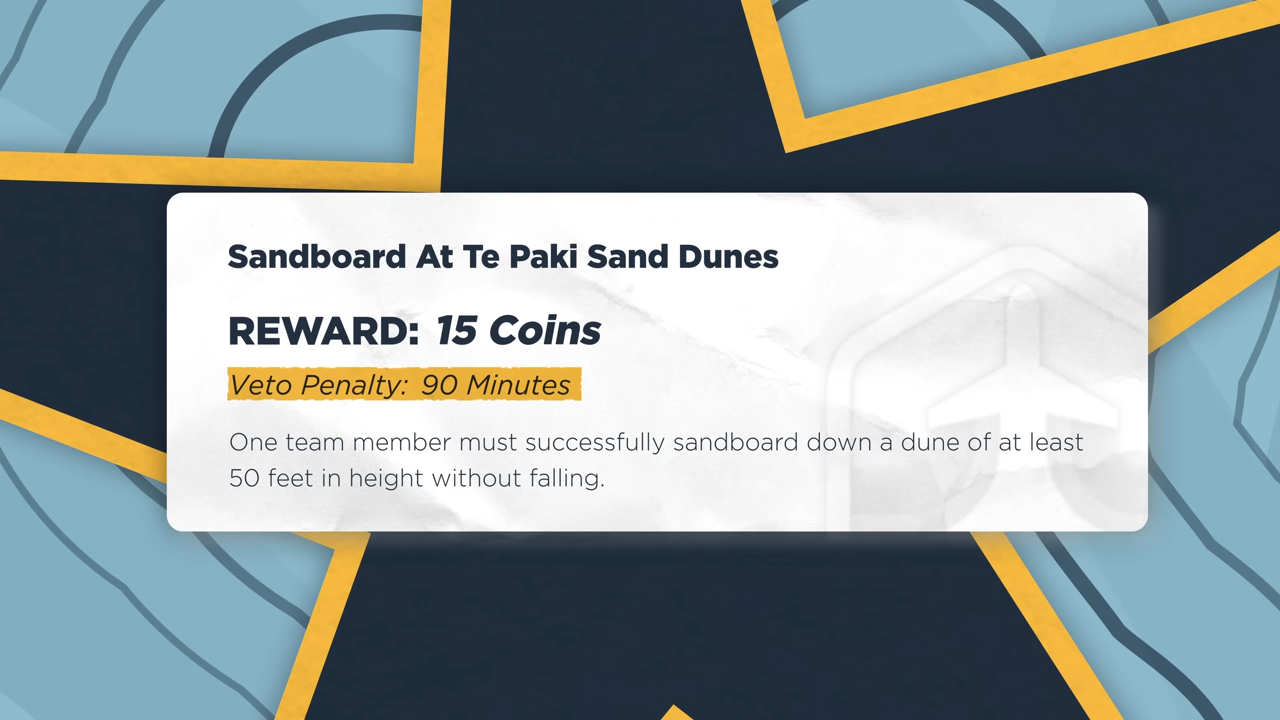 Sandboard At Te Paki Sand Dunes
REWARD: 15 Coins
Veto Penalty: 90 Minutes
One team member must successfully sandboard down a dune of at least
50 feet in height without falling.